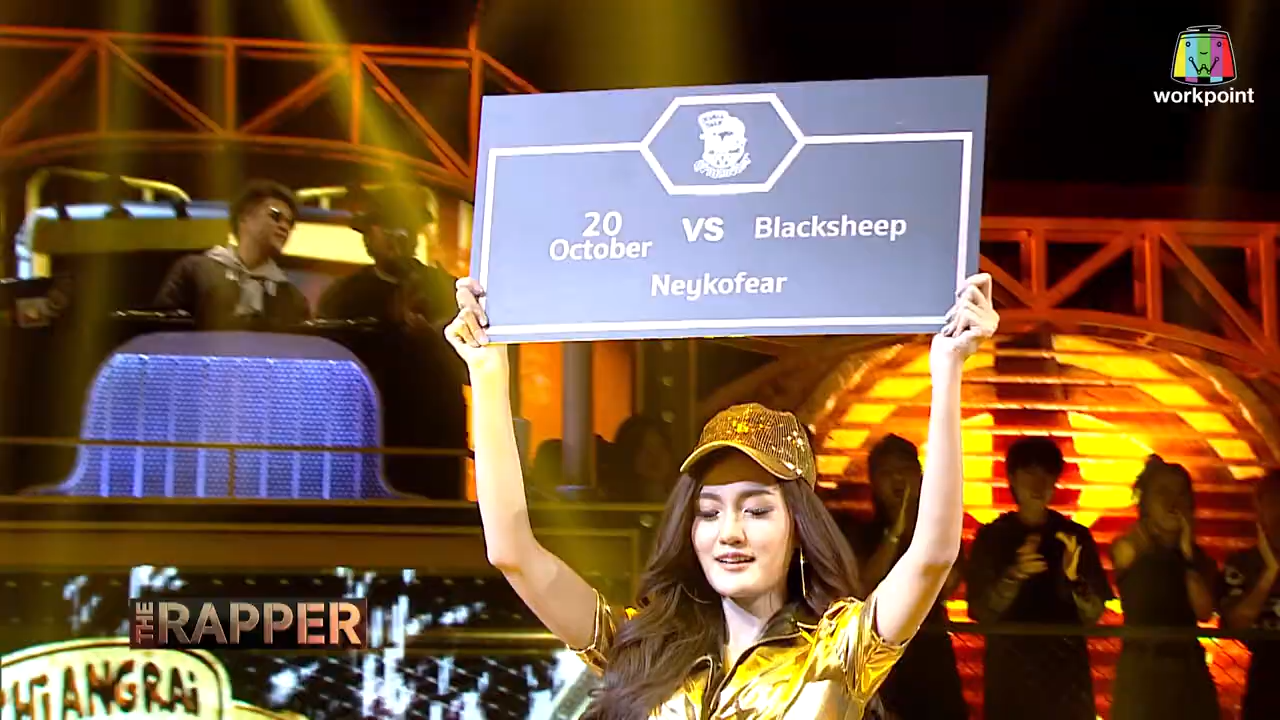 workpoint
20 October VS Blacksheep
Neykofear
THE RAPPER
CHIANGRAI